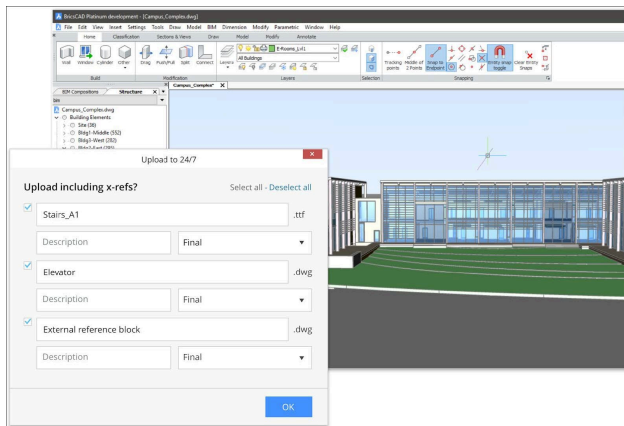 BricsCAD Platinum development - [Campus_Complex.dwg]
File Edit View Insert Settings Tools Draw Model BIM Dimension Modify Parametric Window Help
Home Classification Sections & Views Draw Model Modify Annotate
E-Rooms_Lvl1
All Buildings
Wall Window Cylinder Other Drag Push/Pull Split Connect Layers Tracking points Middle of 2 Points Snap to Endpoint Entity snap toggle Clear Entity Snaps
Build Modification Layers Selection Snapping
Campus_Complex* X
BIM Compositions Structure X
Campus_Complex.dwg
Building Elements
Site (36)
Bldg1-Middle (552)
Bldg3-West (282)
Upload to 24/7
Upload including x-refs? Select all - Deselect all
Stairs_A1 .ttf
Description Final
Elevator .dwg
Description Final
External reference block .dwg
Description Final
OK